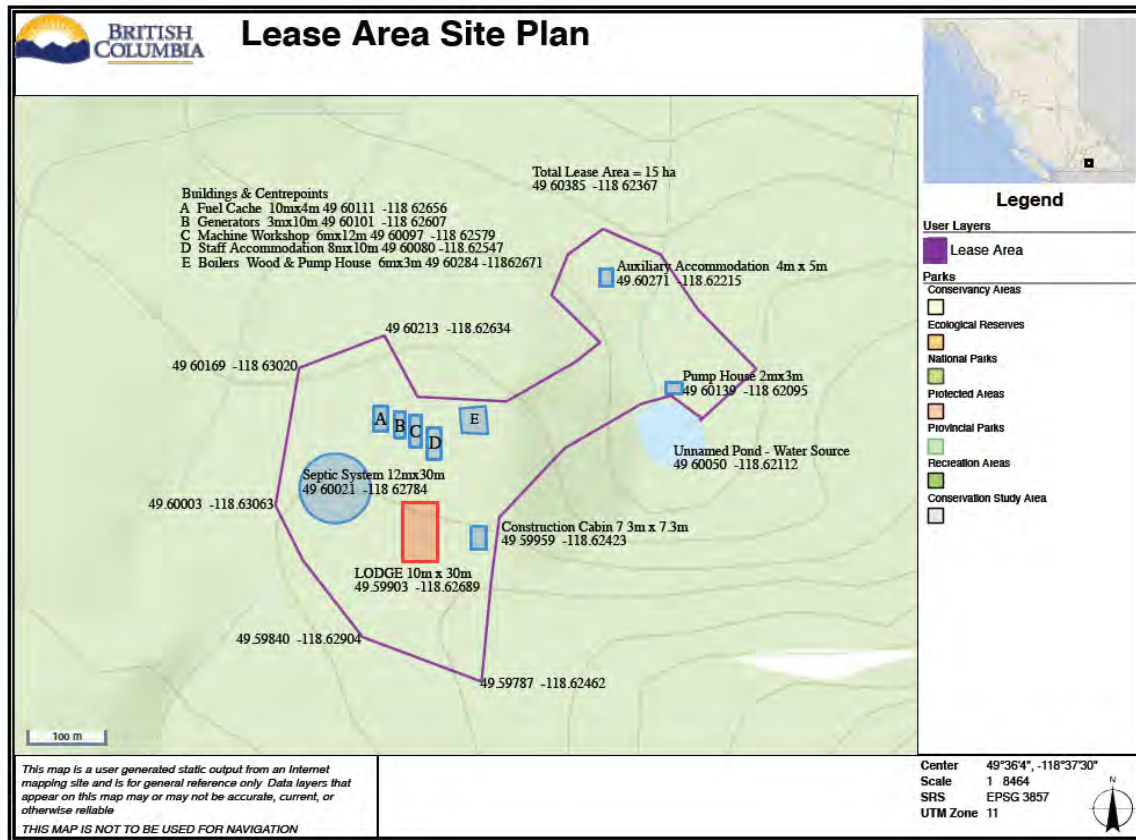 BRITISH
COLUMBIA
Lease Area Site Plan
Total Lease Area = 15 ha
49 60385 -118 62367
Buildings & Centrepoints
A Fuel Cache 10mx4m 49 60111 -118 62656
B Generators 3mx10m 49 60101 -118 62607
C Machine Workshop 6mx12m 49 60097 -118 62579
D Staff Accommodation 8mx10m 49 60080 -118.62547
E Boilers Wood & Pump House 6mx3m 49 60284 -11862671
Auxiliary Accommodation 4m x 5m
49.60271 -118.62215
49 60213 -118.62634
49 60169 -118 63020
Pump House 2mx3m
49 60139 -118 62095
A
B
C
D
E
Unnamed Pond - Water Source
49 60050 -118.62112
Septic System 12mx30m
49 60021 -118 62784
49.60003 -118.63063
Construction Cabin 7 3m x 7.3m
49 59959 -118.62423
LODGE 10m x 30m
49.59903 -118.62689
49.59840 -118.62904
49.59787 -118.62462
100 m
Legend
User Layers
Lease Area
Parks
Conservancy Areas
Ecological Reserves
National Parks
Protected Areas
Provincial Parks
Recreation Areas
Conservation Study Area
This map is a user generated static output from an Internet
mapping site and is for general reference only Data layers that
appear on this map may or may not be accurate, current, or
otherwise reliable
THIS MAP IS NOT TO BE USED FOR NAVIGATION
Center 49°36'4", -118°37'30"
Scale 1 8464
SRS EPSG 3857
UTM Zone 11
N